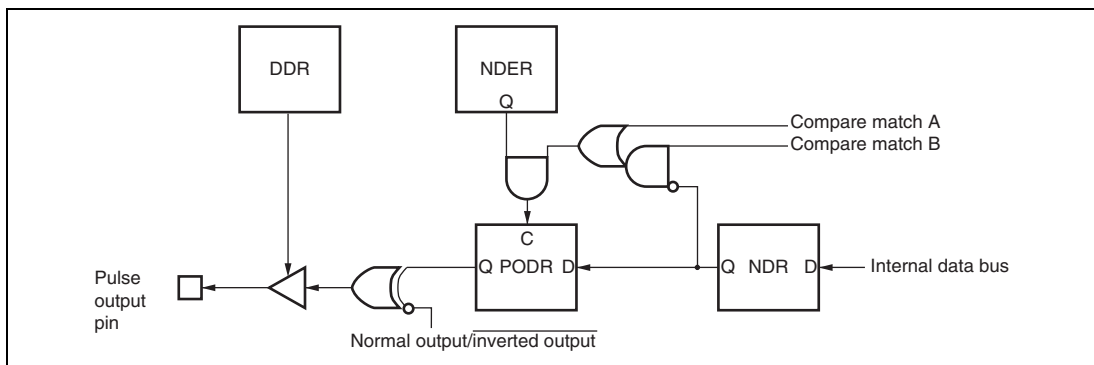 DDR
NDER
Q
Compare match A
Compare match B
C
Q PODR D
Q NDR D
Internal data bus
Pulse
output
pin
Normal output/inverted output